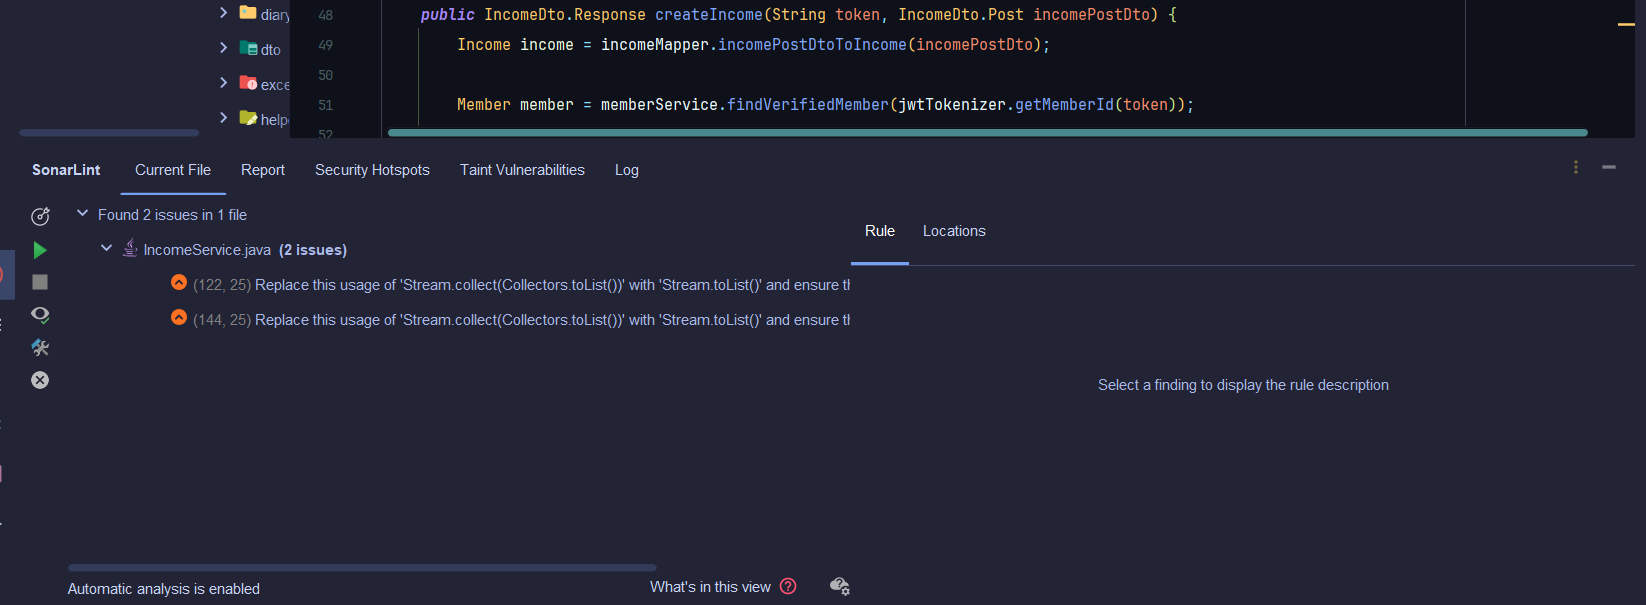 diary
dto
exce
help
48 public IncomeDto.Response createIncome(String token, IncomeDto.Post incomePostDto) {
49 Income income = incomeMapper.incomePostDtoToIncome(incomePostDto);
50
51 Member member = memberService.findVerifiedMember(jwtTokenizer.getMemberId(token));
52
SonarLint Current File Report Security Hotspots Taint Vulnerabilities Log
Found 2 issues in 1 file
IncomeService.java (2 issues)
(122, 25) Replace this usage of 'Stream.collect(Collectors.toList())' with 'Stream.toList()' and ensure th
(144, 25) Replace this usage of 'Stream.collect(Collectors.toList())' with 'Stream.toList()' and ensure th
Rule Locations
Select a finding to display the rule description
Automatic analysis is enabled
What's in this view